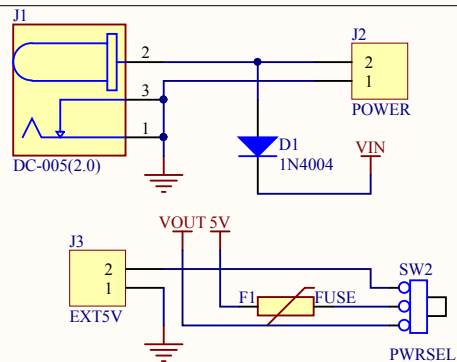 J1
2
3
1
DC-005(2.0)
J2
2
1
POWER
D1
1N4004
VIN
VOUT 5V
J3
2
1
EXT5V
F1
FUSE
SW2
PWRSEL